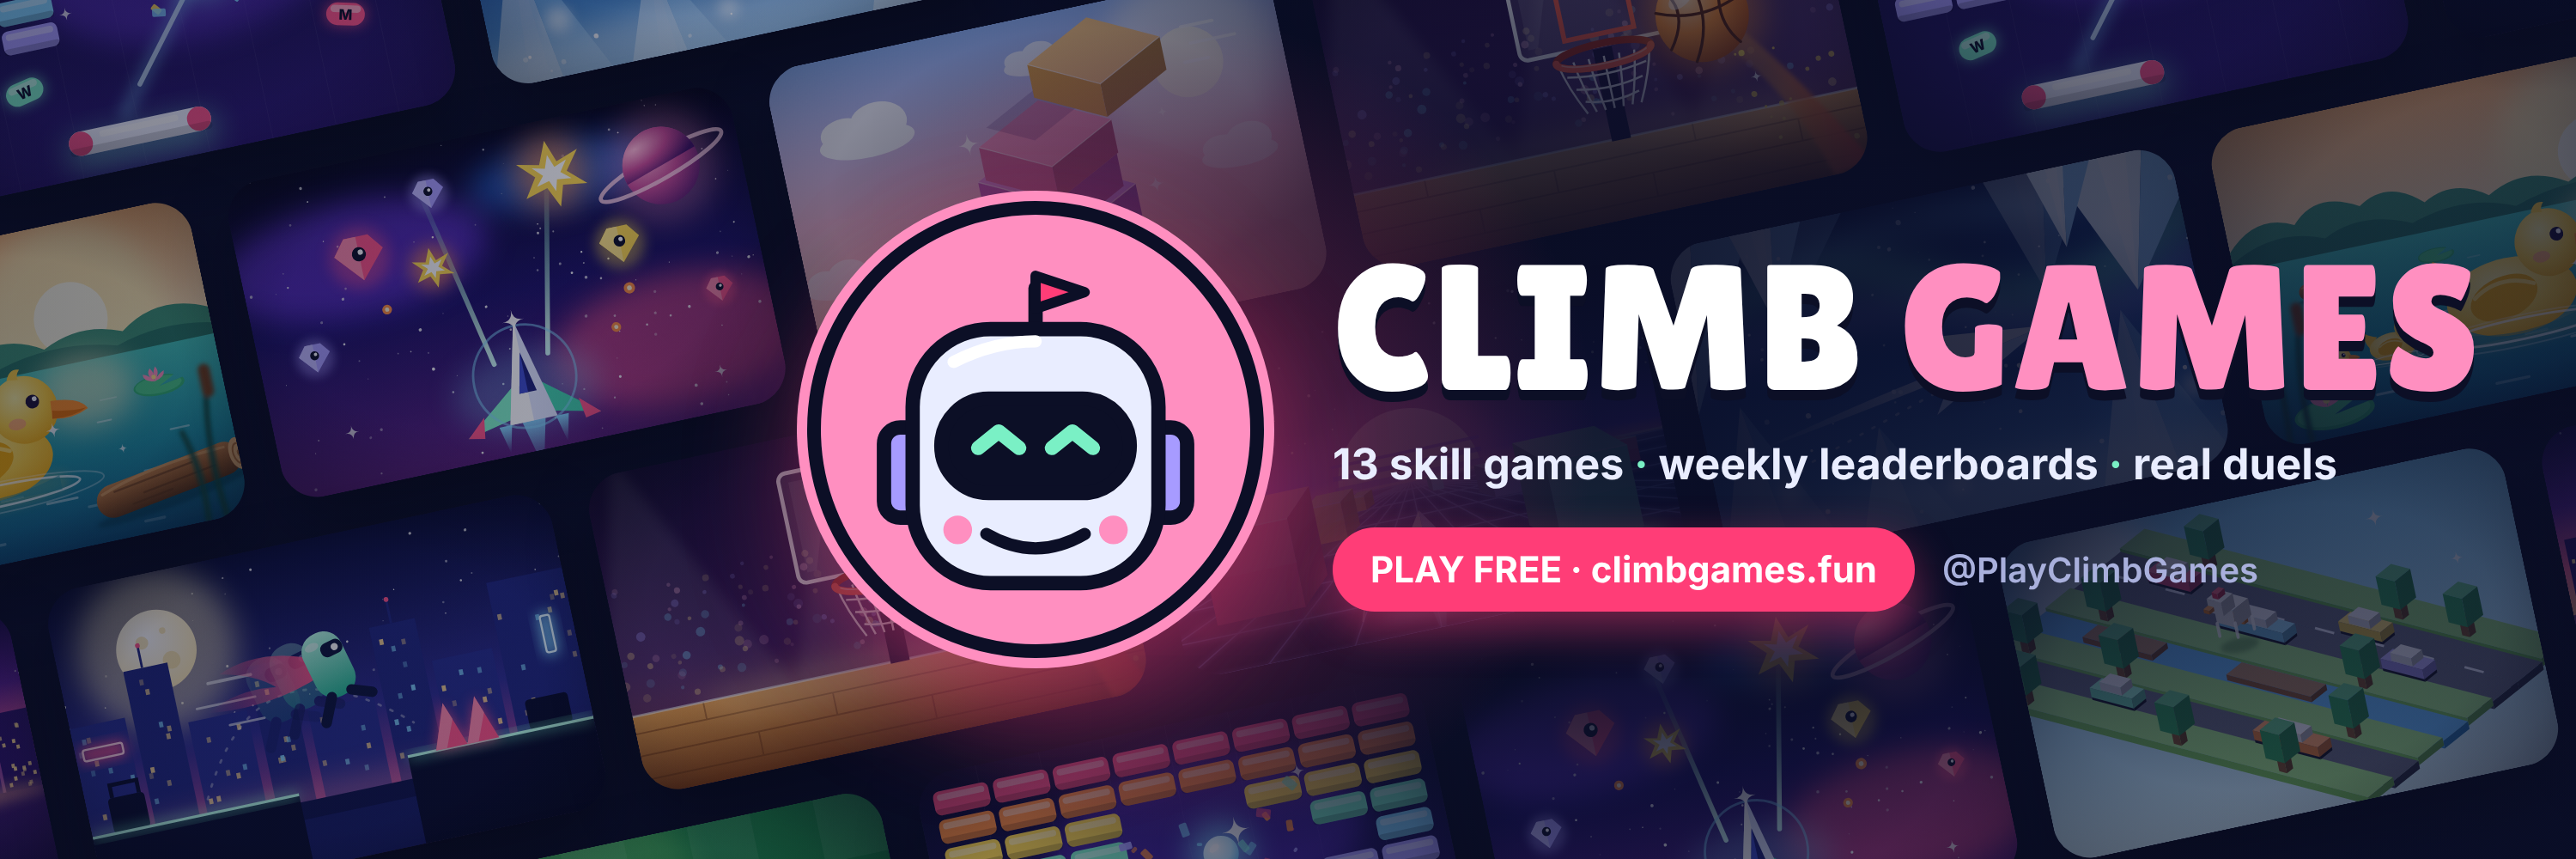 M
W
W
CLIMB GAMES
13 skill games · weekly leaderboards · real duels
PLAY FREE · climbgames.fun
@PlayClimbGames